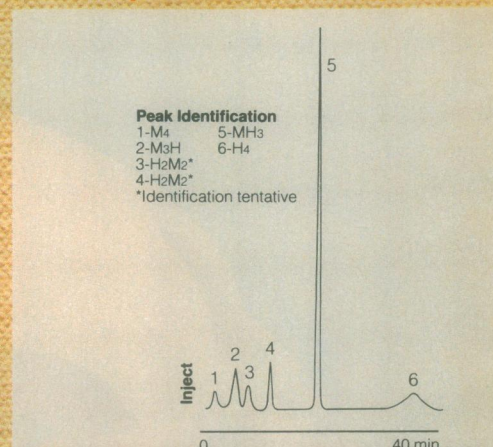 Peak Identification
1-M4 5-MH3
2-M3H 6-H4
3-H2M2*
4-H2M2*
*Identification tentative
5
1
2
3
4
6
Inject
0 40 min